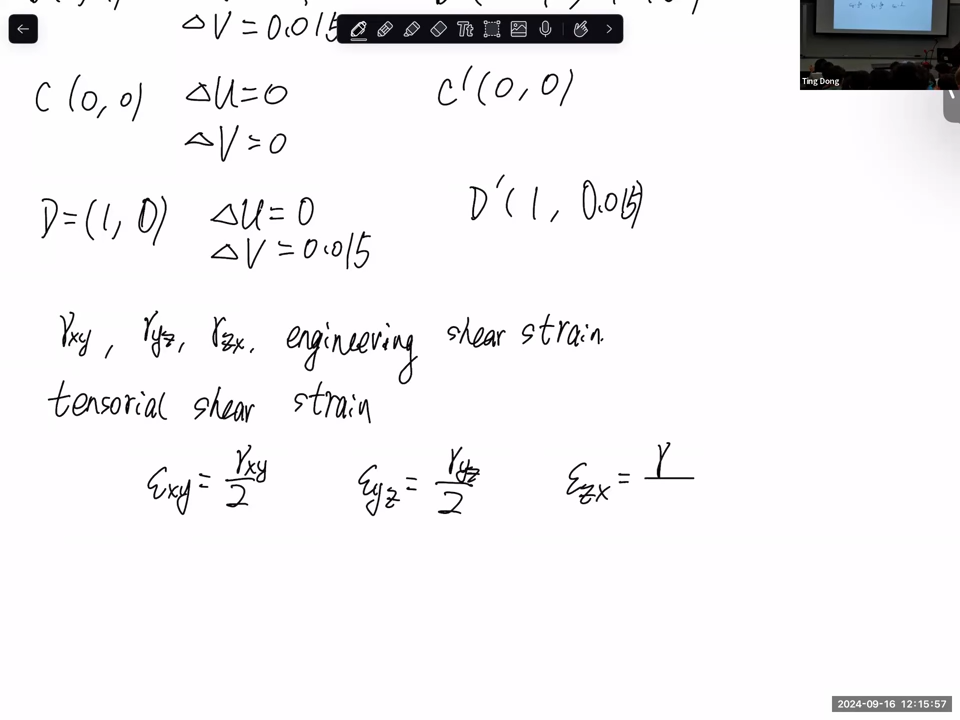 ΔV = 0.015
Tt
Ting Dong
C (0, 0) ΔU = 0 C'(0, 0)
ΔV = 0
D = (1, 0) ΔU = 0 D'(1, 0.015)
ΔV = 0.015
γxy, γyz, γzx, engineering shear strain.
tensorial shear strain
εxy = γxy/2 εyz = γyz/2 εzx = γ
2024-09-16 12:15:57